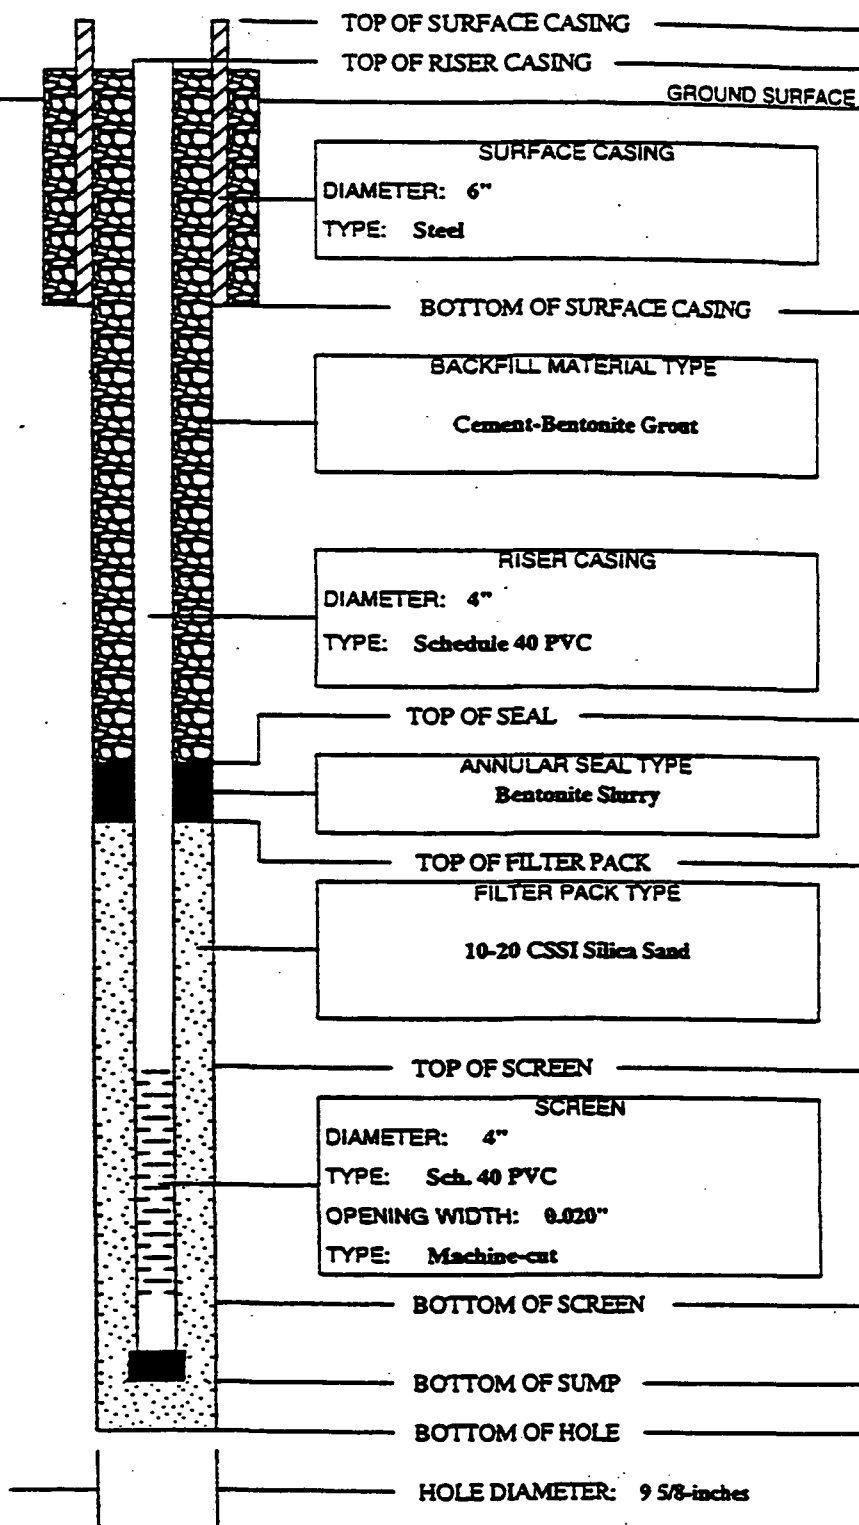 TOP OF SURFACE CASING
TOP OF RISER CASING
GROUND SURFACE
SURFACE CASING
DIAMETER: 6"
TYPE: Steel
BOTTOM OF SURFACE CASING
BACKFILL MATERIAL TYPE
Cement-Bentonite Grout
RISER CASING
DIAMETER: 4"
TYPE: Schedule 40 PVC
TOP OF SEAL
ANNULAR SEAL TYPE
Bentonite Slurry
TOP OF FILTER PACK
FILTER PACK TYPE
10-20 CSSI Silica Sand
TOP OF SCREEN
SCREEN
DIAMETER: 4"
TYPE: Sch. 40 PVC
OPENING WIDTH: 0.020"
TYPE: Machine-cut
BOTTOM OF SCREEN
BOTTOM OF SUMP
BOTTOM OF HOLE
HOLE DIAMETER: 9 5/8-inches